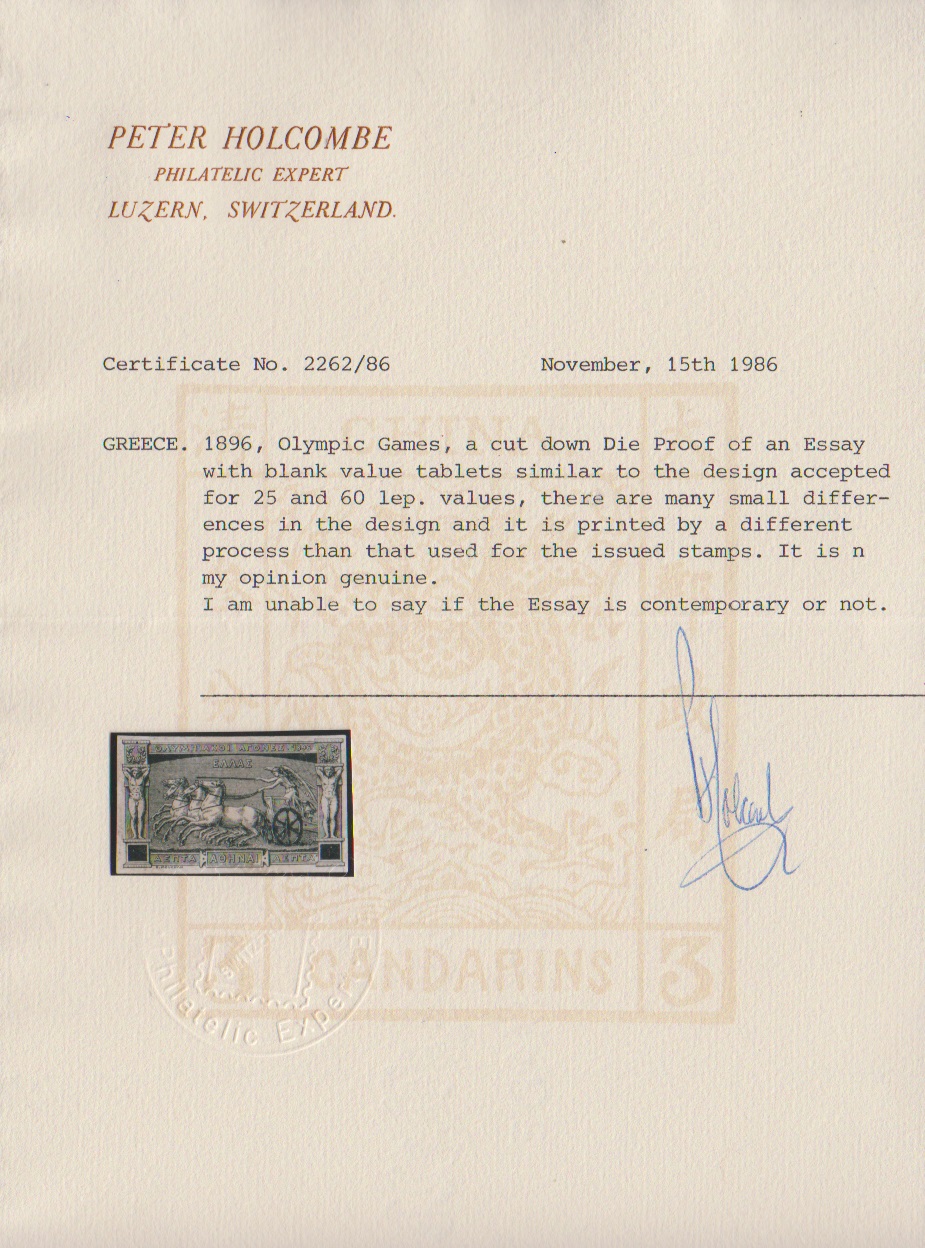 PETER HOLCOMBE
PHILATELIC EXPERT
LUZERN, SWITZERLAND.
Certificate No. 2262/86 November, 15th 1986
CHINA
GREECE. 1896, Olympic Games, a cut down Die Proof of an Essay
with blank value tablets similar to the design accepted
for 25 and 60 lep. values, there are many small differ-
ences in the design and it is printed by a different
process than that used for the issued stamps. It is n
my opinion genuine.
I am unable to say if the Essay is contemporary or not.
ΕΛΛΑΣ
ΛΕΠΤΑ ΑΘΗΝΑΙ ΛΕΠΤΑ
3 CANDARINS 3
Philatelic Expert